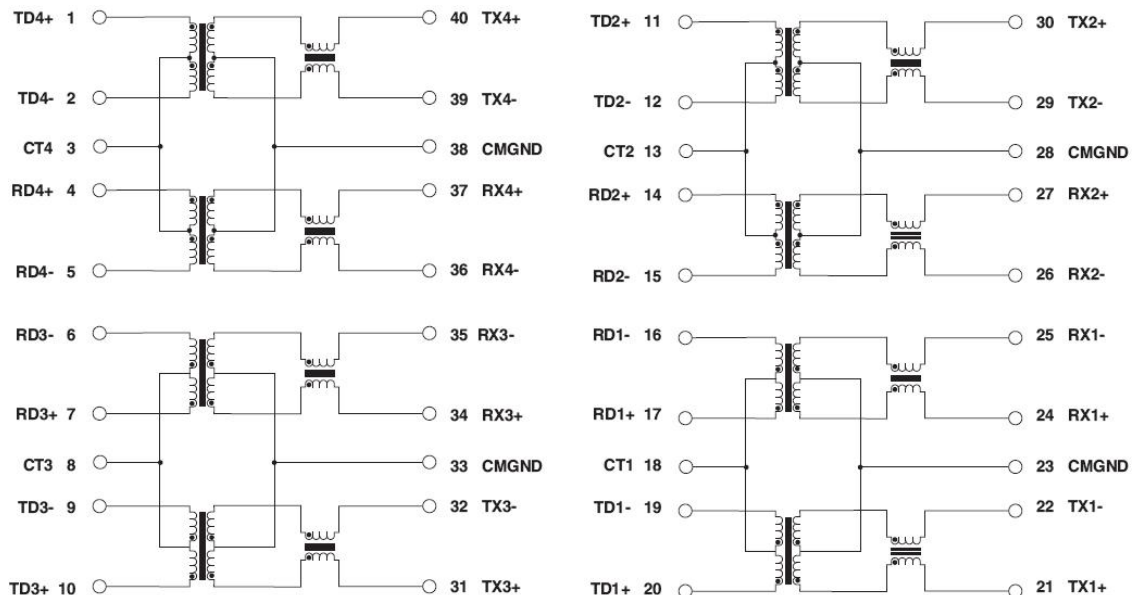 TD4+ 1
40 TX4+
TD4- 2
39 TX4-
CT4 3
38 CMGND
RD4+ 4
37 RX4+
RD4- 5
36 RX4-
RD3- 6
35 RX3-
RD3+ 7
34 RX3+
CT3 8
33 CMGND
TD3- 9
32 TX3-
TD3+ 10
31 TX3+
TD2+ 11
30 TX2+
TD2- 12
29 TX2-
CT2 13
28 CMGND
RD2+ 14
27 RX2+
RD2- 15
26 RX2-
RD1- 16
25 RX1-
RD1+ 17
24 RX1+
CT1 18
23 CMGND
TD1- 19
22 TX1-
TD1+ 20
21 TX1+